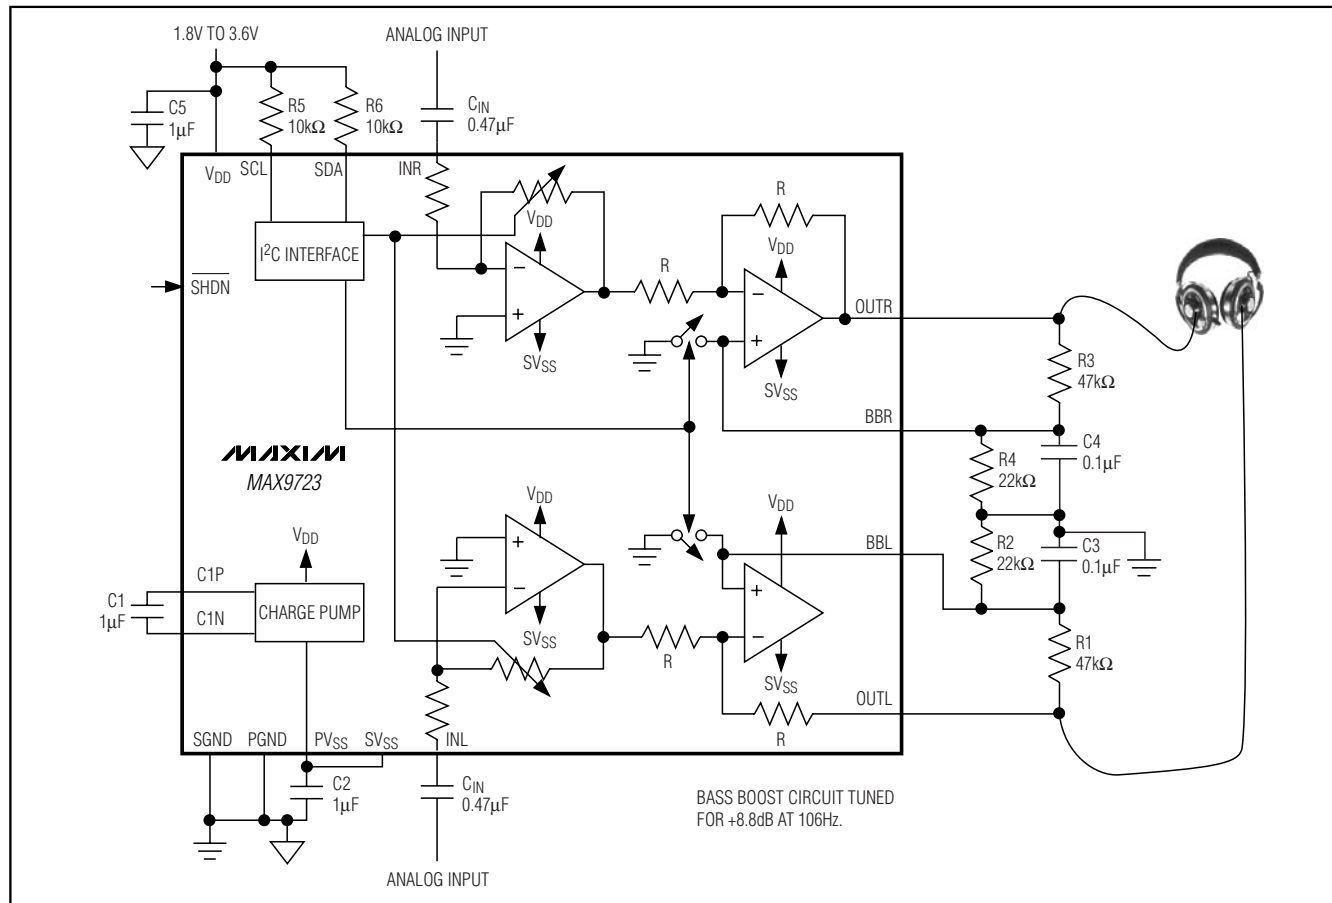 1.8V TO 3.6V
ANALOG INPUT
C5
1µF
R5
10kΩ
R6
10kΩ
CIN
0.47µF
VDD
SCL
SDA
INR
I²C INTERFACE
SHDN
VDD
SVSS
R
R
VDD
SVSS
OUTR
BBR
R3
47kΩ
C4
0.1µF
R4
22kΩ
MAXIM
MAX9723
VDD
SVSS
VDD
SVSS
BBL
R2
22kΩ
C3
0.1µF
R1
47kΩ
VDD
C1P
C1N
C1
1µF
CHARGE PUMP
R
R
OUTL
SGND
PGND
PVSS
SVSS
INL
C2
1µF
CIN
0.47µF
ANALOG INPUT
BASS BOOST CIRCUIT TUNED
FOR +8.8dB AT 106Hz.